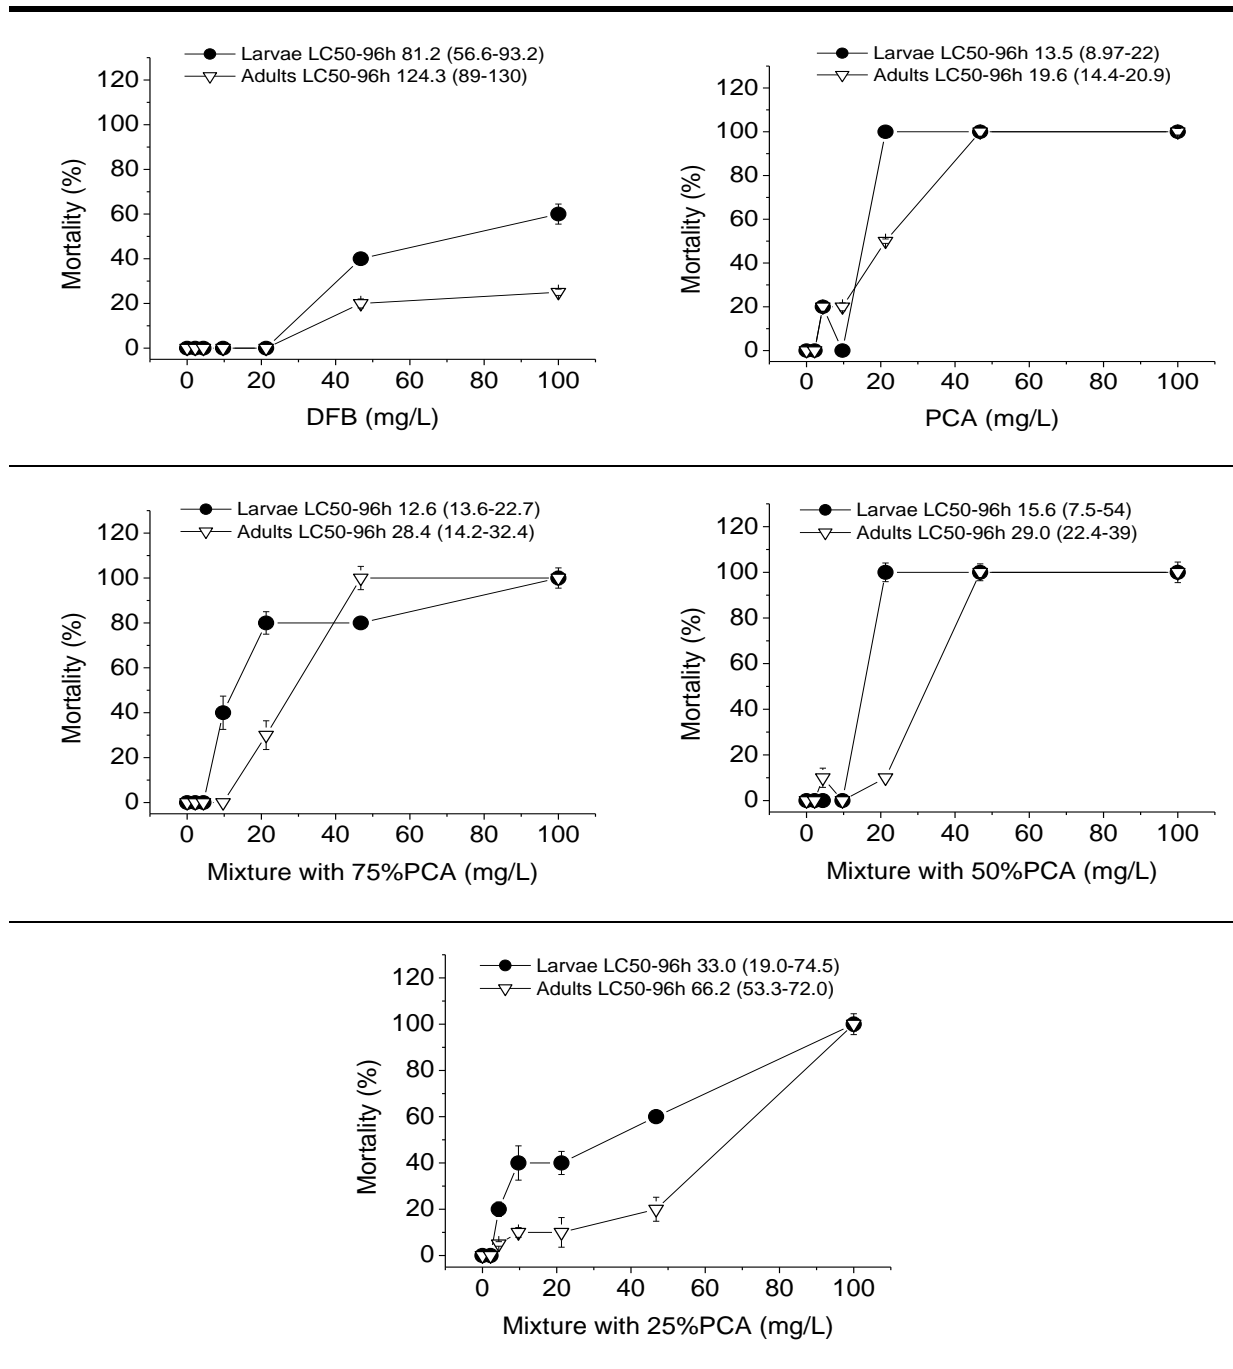 Larvae LC50-96h 81.2 (56.6-93.2)
Adults LC50-96h 124.3 (89-130)
120
100
80
60
40
20
0
Mortality (%)
0 20 40 60 80 100
DFB (mg/L)
Larvae LC50-96h 13.5 (8.97-22)
Adults LC50-96h 19.6 (14.4-20.9)
120
100
80
60
40
20
0
Mortality (%)
0 20 40 60 80 100
PCA (mg/L)
Larvae LC50-96h 12.6 (13.6-22.7)
Adults LC50-96h 28.4 (14.2-32.4)
120
100
80
60
40
20
0
Mortality (%)
0 20 40 60 80 100
Mixture with 75%PCA (mg/L)
Larvae LC50-96h 15.6 (7.5-54)
Adults LC50-96h 29.0 (22.4-39)
120
100
80
60
40
20
0
Mortality (%)
0 20 40 60 80 100
Mixture with 50%PCA (mg/L)
Larvae LC50-96h 33.0 (19.0-74.5)
Adults LC50-96h 66.2 (53.3-72.0)
120
100
80
60
40
20
0
Mortality (%)
0 20 40 60 80 100
Mixture with 25%PCA (mg/L)